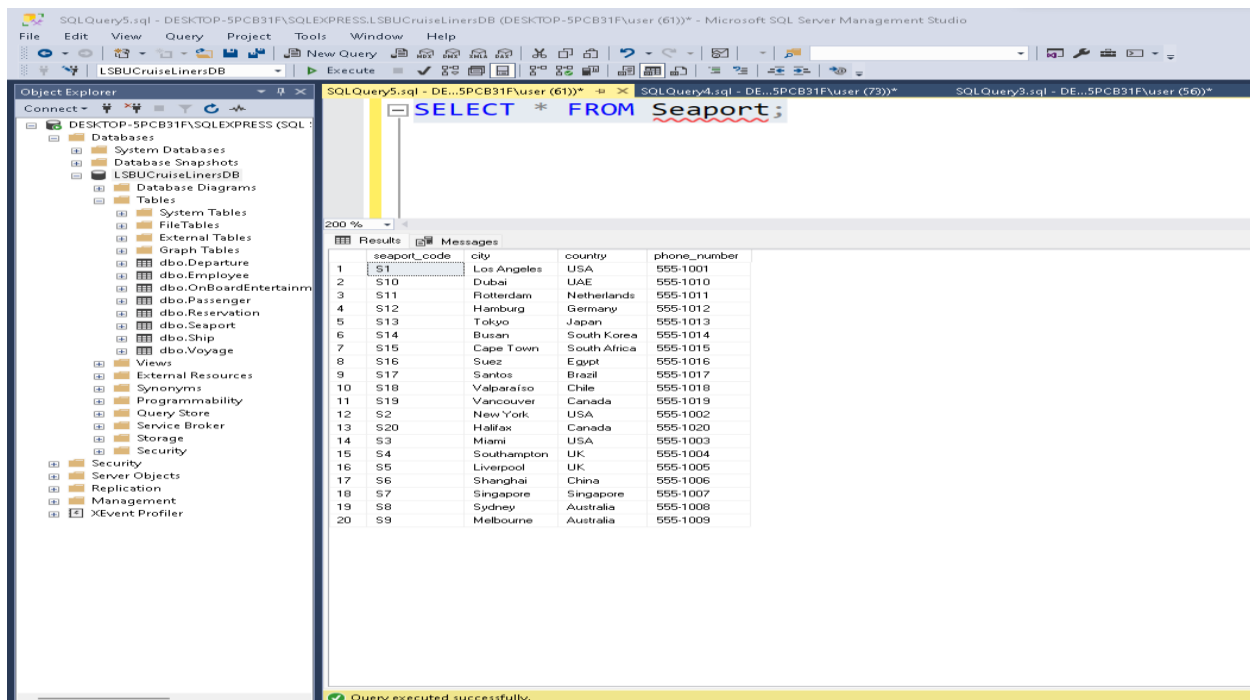 SQLQuery5.sql - DESKTOP-5PCB31F\SQLEXPRESS.LSBUCruiseLinersDB (DESKTOP-5PCB31F\user (61))* - Microsoft SQL Server Management Studio
File Edit View Query Project Tools Window Help
New Query
LSBUCruiseLinersDB Execute
Object Explorer
Connect
DESKTOP-5PCB31F\SQLEXPRESS (SQL
Databases
System Databases
Database Snapshots
LSBUCruiseLinersDB
Database Diagrams
Tables
System Tables
FileTables
External Tables
Graph Tables
dbo.Departure
dbo.Employee
dbo.OnBoardEntertainm
dbo.Passenger
dbo.Reservation
dbo.Seaport
dbo.Ship
dbo.Voyage
Views
External Resources
Synonyms
Programmability
Query Store
Service Broker
Storage
Security
Security
Server Objects
Replication
Management
XEvent Profiler
SQLQuery5.sql - DE...5PCB31F\user (61))* SQLQuery4.sql - DE...5PCB31F\user (73))* SQLQuery3.sql - DE...5PCB31F\user (56))*
SELECT * FROM Seaport;
200 %
Results Messages
seaport_code city country phone_number
1 S1 Los Angeles USA 555-1001
2 S10 Dubai UAE 555-1010
3 S11 Rotterdam Netherlands 555-1011
4 S12 Hamburg Germany 555-1012
5 S13 Tokyo Japan 555-1013
6 S14 Busan South Korea 555-1014
7 S15 Cape Town South Africa 555-1015
8 S16 Suez Egypt 555-1016
9 S17 Santos Brazil 555-1017
10 S18 Valparaíso Chile 555-1018
11 S19 Vancouver Canada 555-1019
12 S2 New York USA 555-1002
13 S20 Halifax Canada 555-1020
14 S3 Miami USA 555-1003
15 S4 Southampton UK 555-1004
16 S5 Liverpool UK 555-1005
17 S6 Shanghai China 555-1006
18 S7 Singapore Singapore 555-1007
19 S8 Sydney Australia 555-1008
20 S9 Melbourne Australia 555-1009
Query executed successfully.